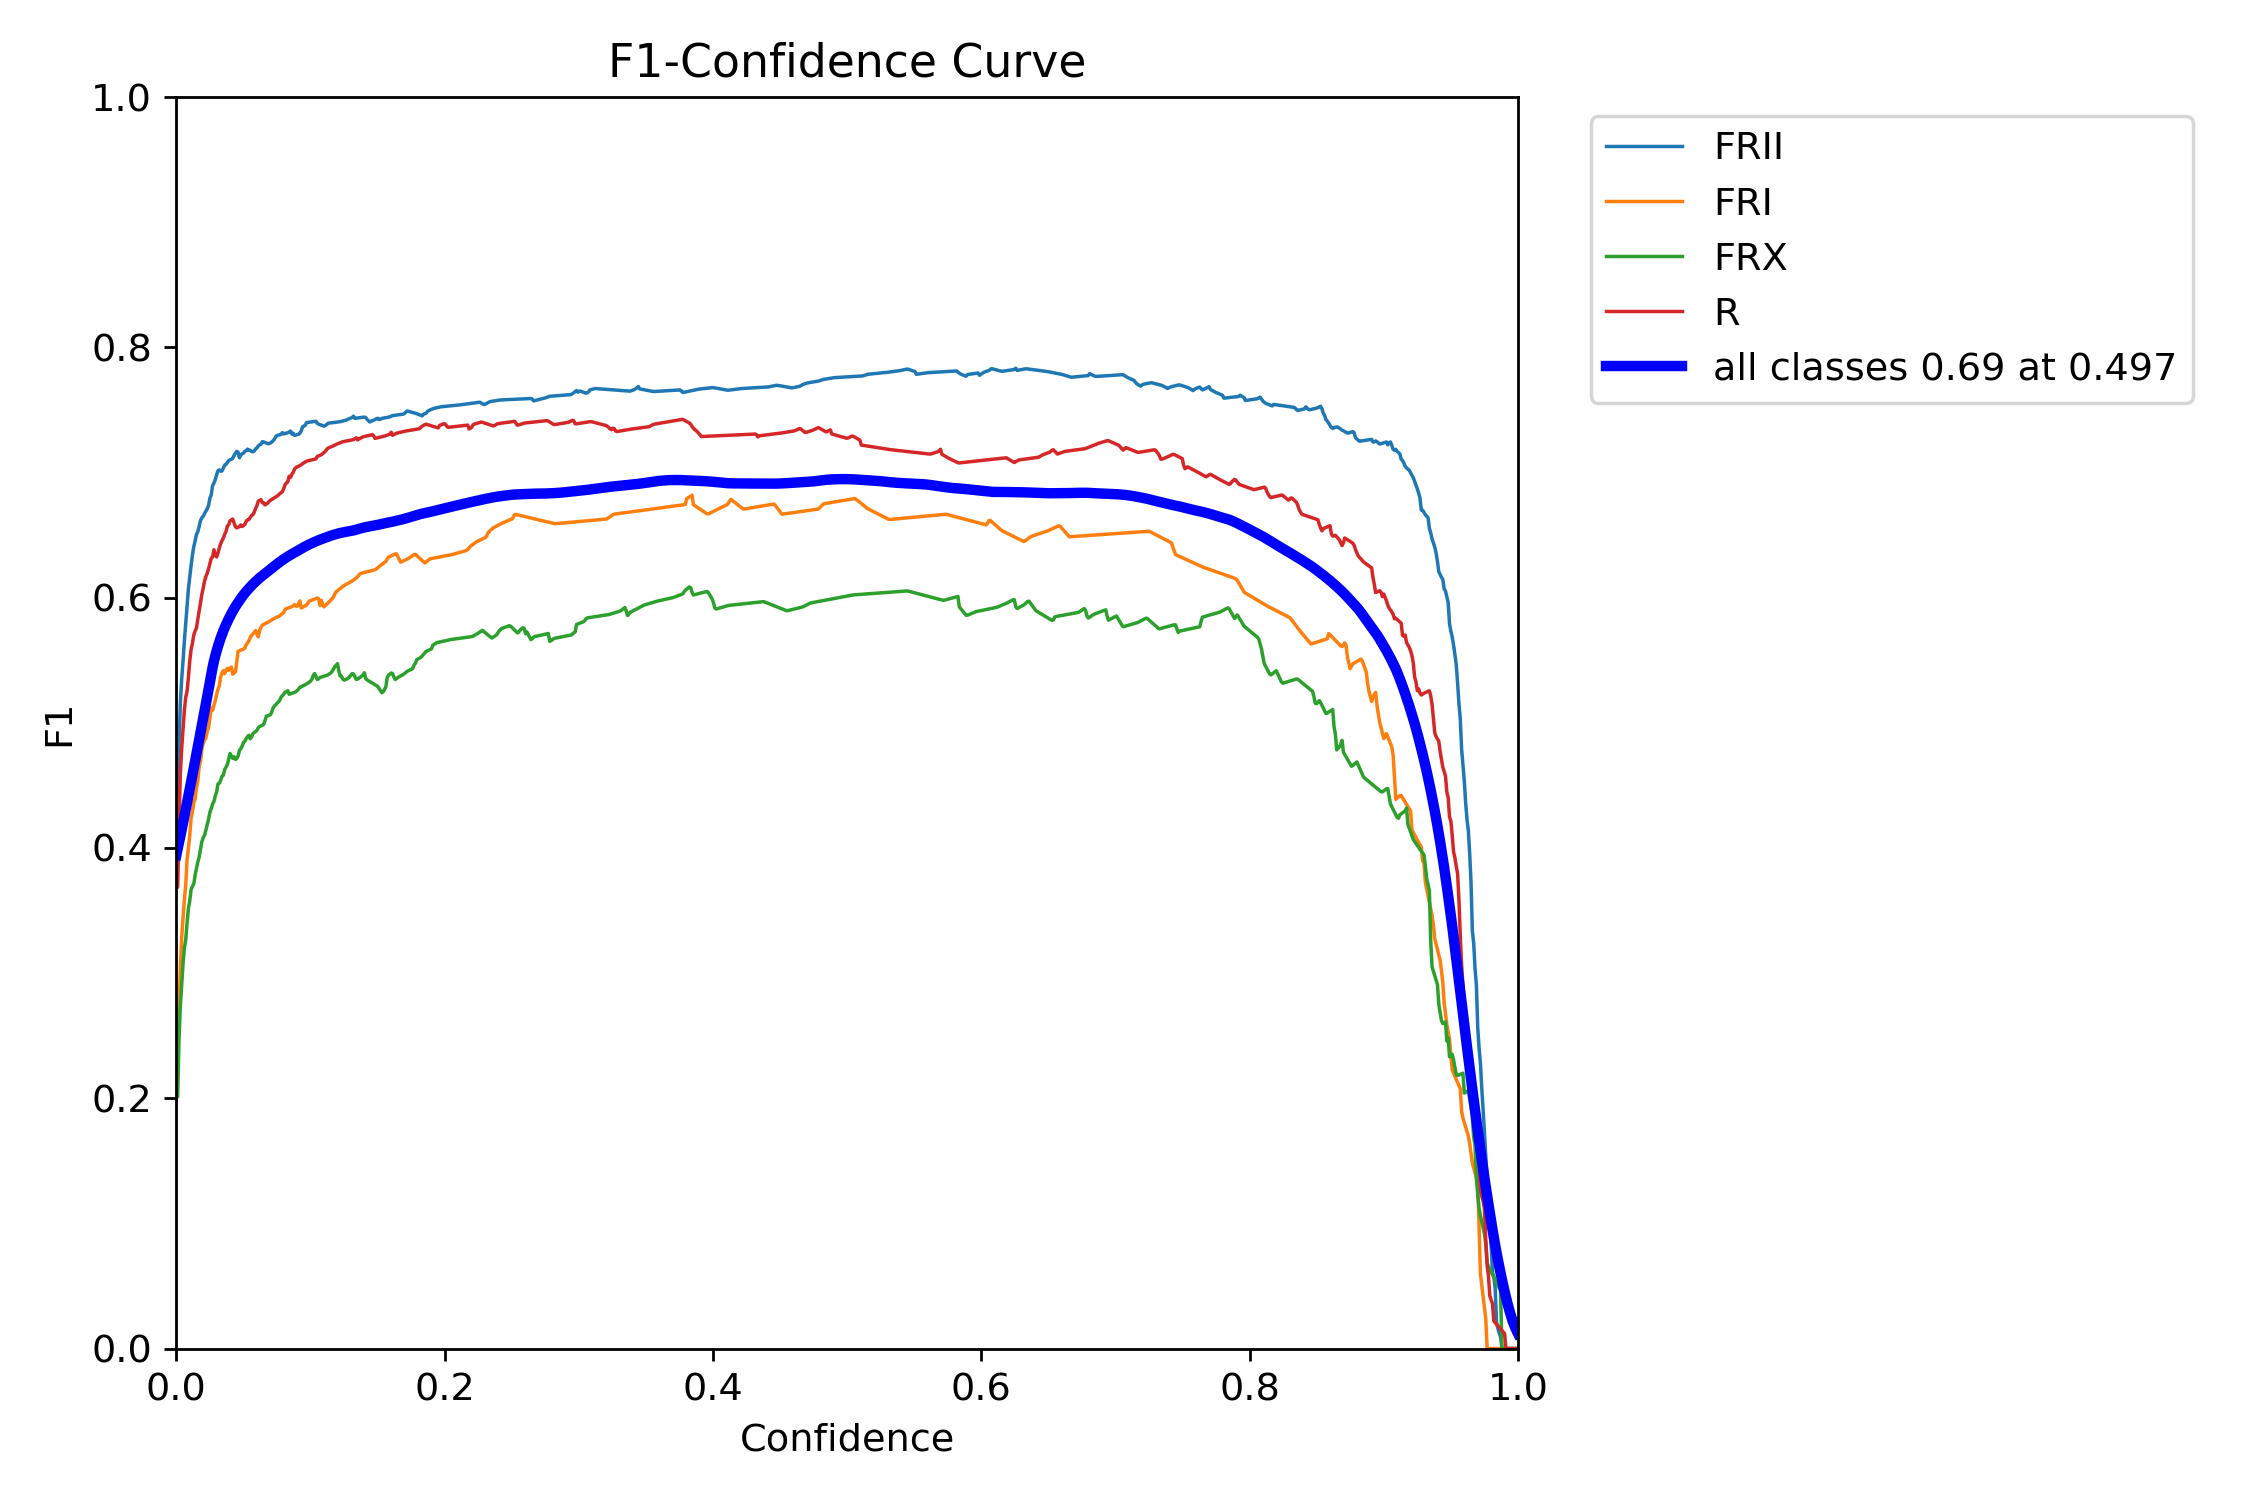 F1-Confidence Curve
1.0
0.8
0.6
0.4
0.2
0.0
F1
0.0 0.2 0.4 0.6 0.8 1.0
Confidence
FRII
FRI
FRX
R
all classes 0.69 at 0.497